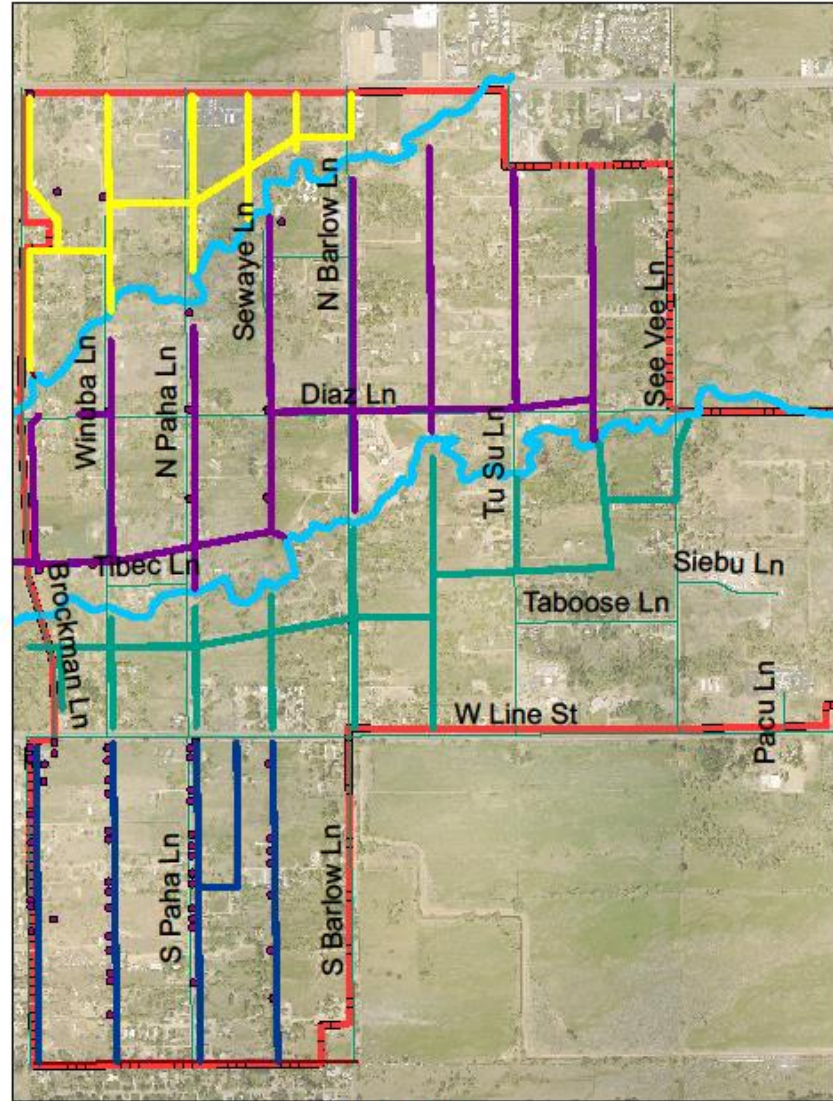 Winuba Ln
N Paha Ln
Sewaye Ln
N Barlow Ln
See Vee Ln
Diaz Ln
Tu Su Ln
Tibec Ln
Brockman Ln
Siebu Ln
Taboose Ln
W Line St
Pacu Ln
S Paha Ln
S Barlow Ln